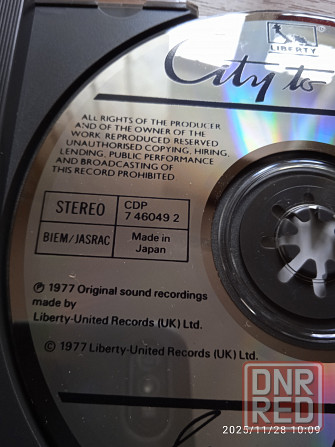 LIBERTY
City to
ALL RIGHTS OF THE PRODUCER
AND OF THE OWNER OF THE
WORK REPRODUCED RESERVED
UNAUTHORISED COPYING, HIRING,
LENDING, PUBLIC PERFORMANCE
AND BROADCASTING OF
THIS RECORD PROHIBITED
STEREO
CDP
7 46049 2
BIEM/JASRAC
Made in
Japan
℗ 1977 Original sound recordings
made by
Liberty-United Records (UK) Ltd.
© 1977 Liberty-United Records (UK) Ltd.
DNR
RED
2025/11/28 10:09